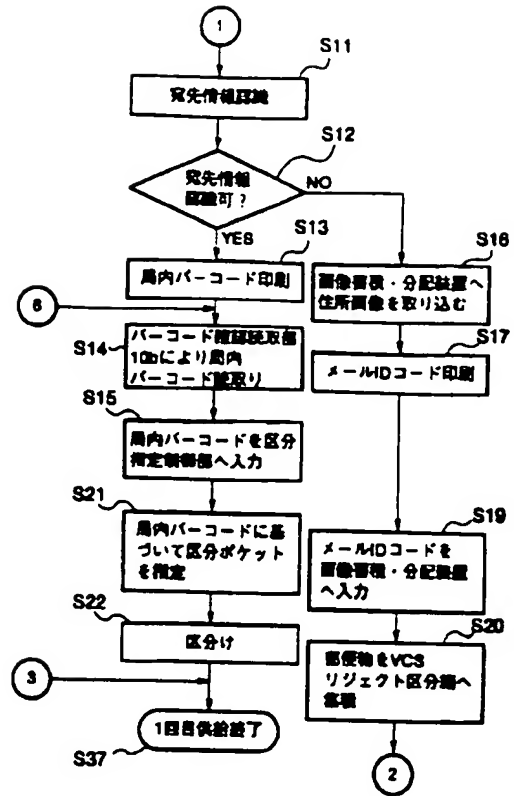 1
S11
宛先情報認識
S12
宛先情報
認識可?
NO
YES
S13
局内バーコード印刷
6
S14
バーコード確認読取部
10bにより局内
バーコード読取り
S15
局内バーコードを区分
指定制御部へ入力
S21
局内バーコードに基
づいて区分ポケット
を指定
S22
区分け
3
1回目供給終了
S37
S16
画像蓄積・分配装置へ
住所画像を取り込む
S17
メールIDコード印刷
S19
メールIDコードを
画像蓄積・分配装置
へ入力
S20
郵便物をVCS
リジェクト区分箱へ
集積
2